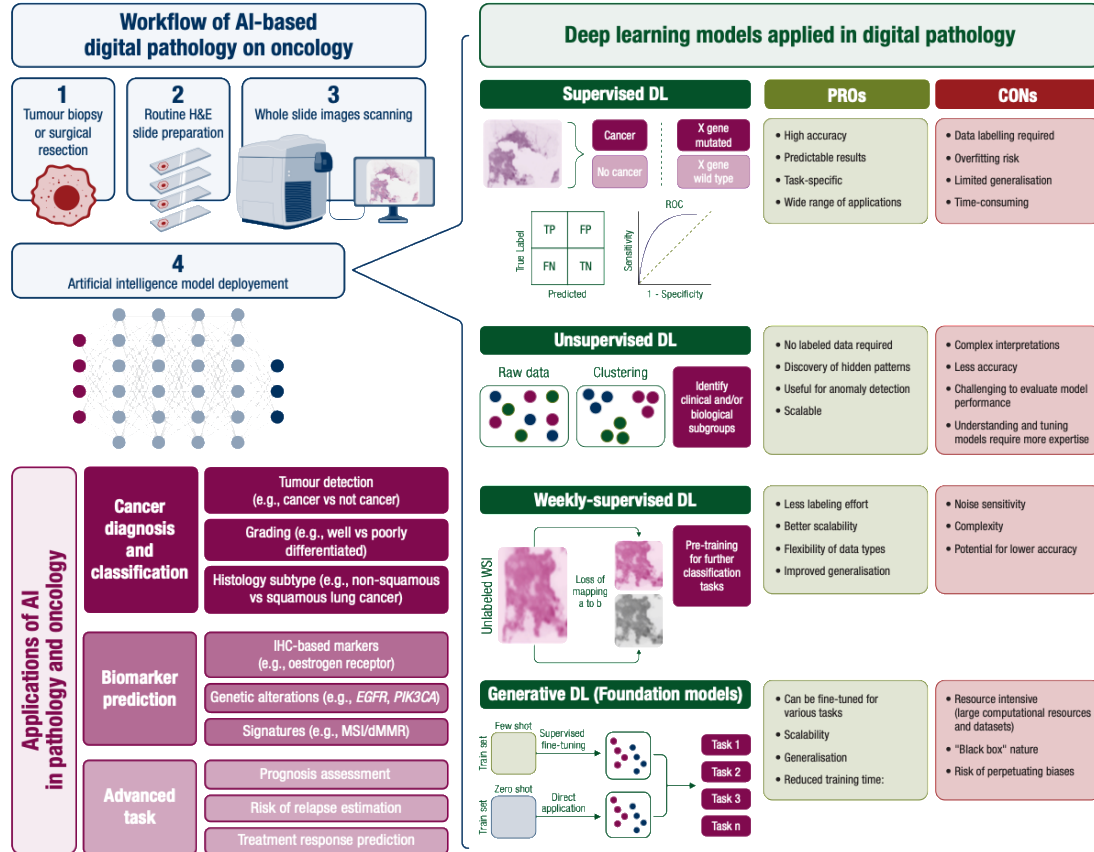 Workflow of AI-based
digital pathology on oncology
1
Tumour biopsy
or surgical
resection
2
Routine H&E
slide preparation
3
Whole slide images scanning
4
Artificial intelligence model deployement
Applications of AI
in pathology and oncology
Cancer
diagnosis
and
classification
Tumour detection
(e.g., cancer vs not cancer)
Grading (e.g., well vs poorly
differentiated)
Histology subtype (e.g., non-squamous
vs squamous lung cancer)
Biomarker
prediction
IHC-based markers
(e.g., oestrogen receptor)
Genetic alterations (e.g., EGFR, PIK3CA)
Signatures (e.g., MSI/dMMR)
Advanced
task
Prognosis assessment
Risk of relapse estimation
Treatment response prediction
Deep learning models applied in digital pathology
Supervised DL
PROs
CONs
Cancer
No cancer
X gene
mutated
X gene
wild type
True Label
TP
FP
FN
TN
Predicted
ROC
Sensitivity
1 - Specificity
• High accuracy
• Predictable results
• Task-specific
• Wide range of applications
• Data labelling required
• Overfitting risk
• Limited generalisation
• Time-consuming
Unsupervised DL
Raw data
Clustering
Identify
clinical and/or
biological
subgroups
• No labeled data required
• Discovery of hidden patterns
• Useful for anomaly detection
• Scalable
• Complex interpretations
• Less accuracy
• Challenging to evaluate model
performance
• Understanding and tuning
models require more expertise
Weekly-supervised DL
Unlabeled WSI
Loss of
mapping
a to b
Pre-training
for further
classification
tasks
• Less labeling effort
• Better scalability
• Flexibility of data types
• Improved generalisation
• Noise sensitivity
• Complexity
• Potential for lower accuracy
Generative DL (Foundation models)
Train set
Few shot
Supervised
fine-tuning
Train set
Zero shot
Direct
application
Task 1
Task 2
Task 3
Task n
• Can be fine-tuned for
various tasks
• Scalability
• Generalisation
• Reduced training time:
• Resource intensive
(large computational resources
and datasets)
• "Black box" nature
• Risk of perpetuating biases